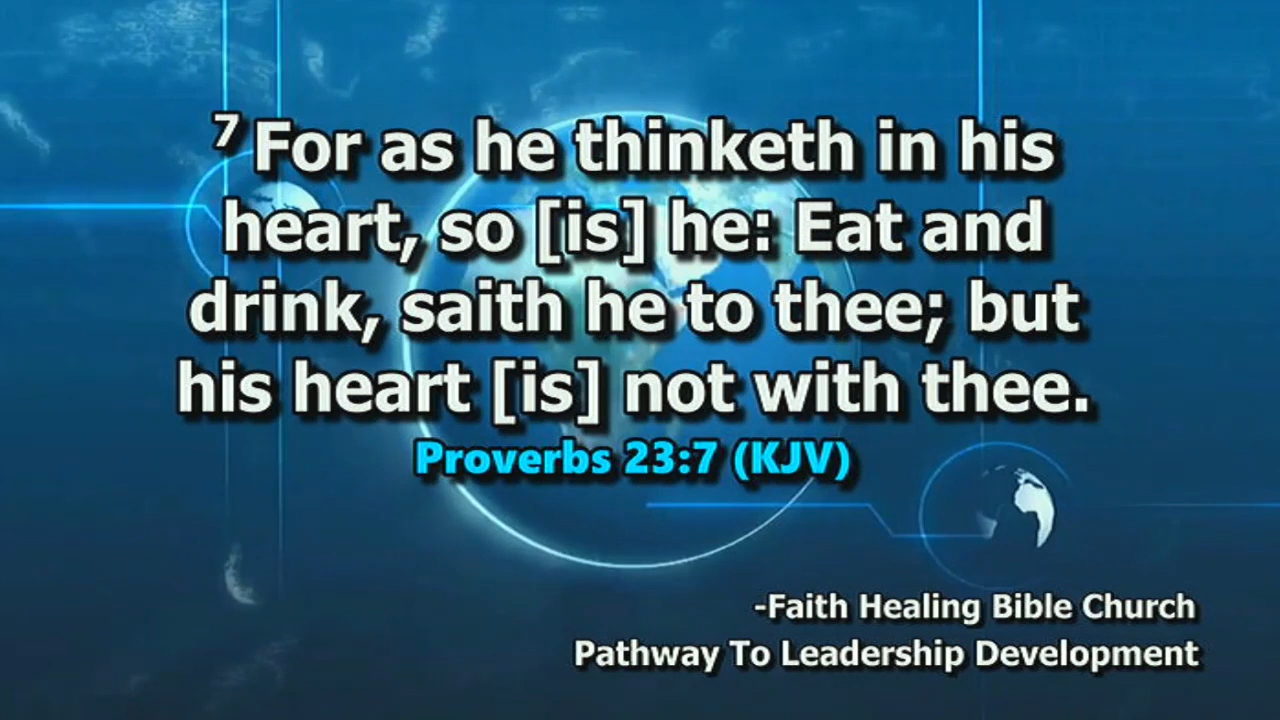 7 For as he thinketh in his
heart, so [is] he: Eat and
drink, saith he to thee; but
his heart [is] not with thee.
Proverbs 23:7 (KJV)
-Faith Healing Bible Church
Pathway To Leadership Development